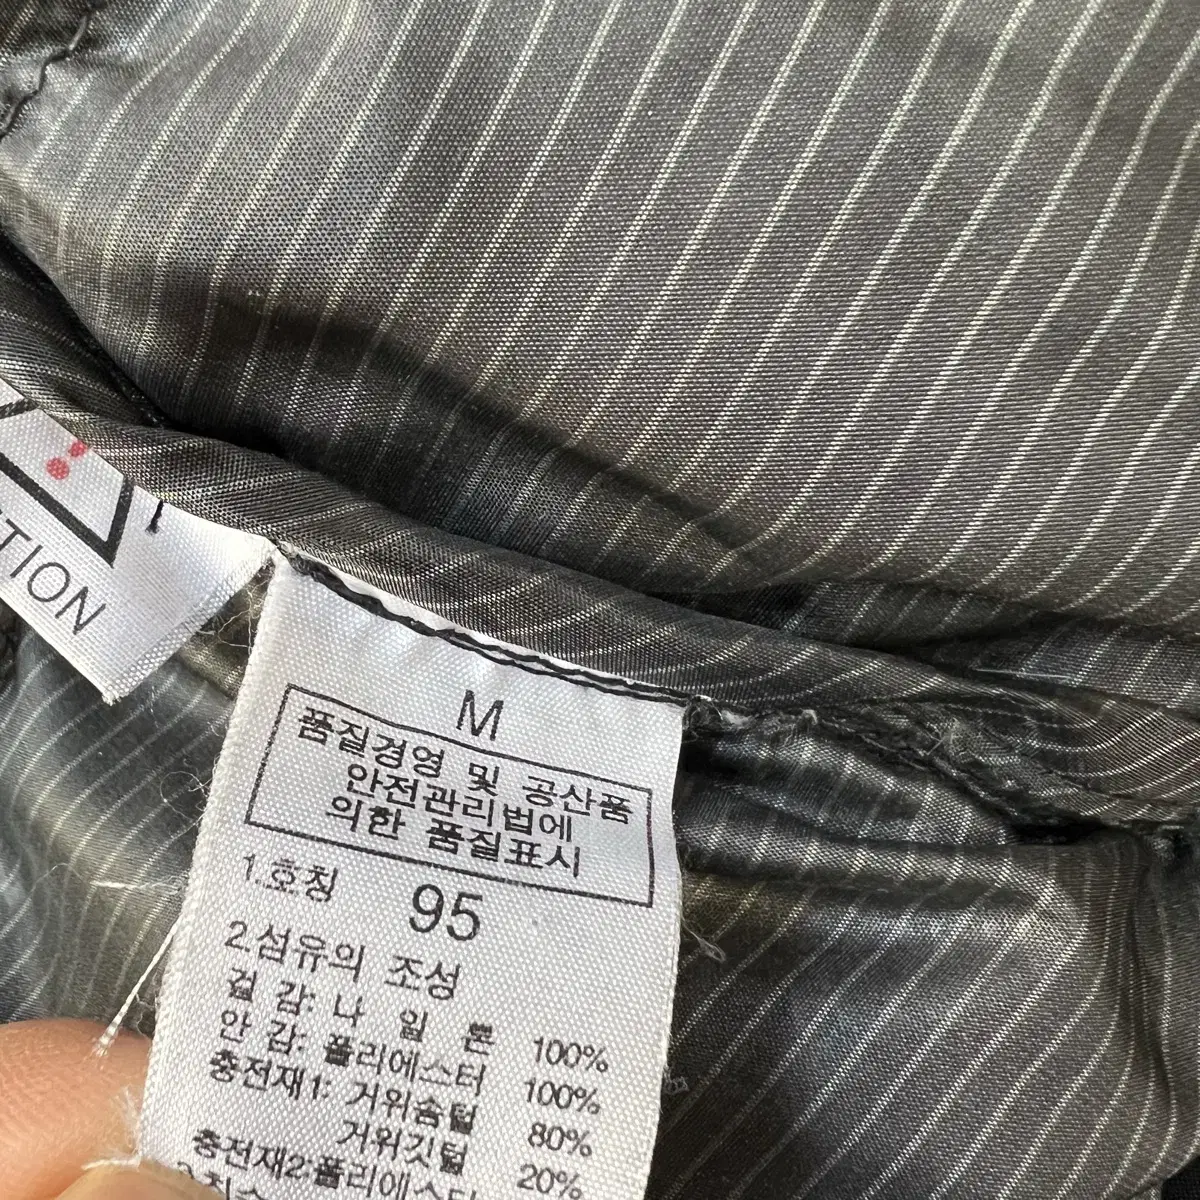 TION
M
품질경영 및 공산품
안전관리법에
의한 품질표시
1.호칭 95
2.섬유의 조성
겉 감: 나 일 론 100%
안 감: 폴리에스터 100%
충전재1: 거위솜털 80%
거위깃털 20%
충전재2:폴리에스터